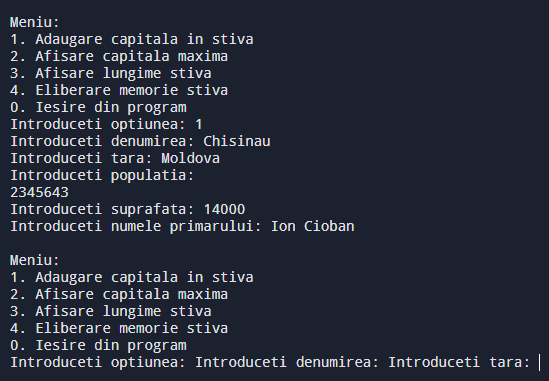 Meniu:
1. Adaugare capitala in stiva
2. Afisare capitala maxima
3. Afisare lungime stiva
4. Eliberare memorie stiva
0. Iesire din program
Introduceti optiunea: 1
Introduceti denumirea: Chisinau
Introduceti tara: Moldova
Introduceti populatia:
2345643
Introduceti suprafata: 14000
Introduceti numele primarului: Ion Cioban
Meniu:
1. Adaugare capitala in stiva
2. Afisare capitala maxima
3. Afisare lungime stiva
4. Eliberare memorie stiva
0. Iesire din program
Introduceti optiunea: Introduceti denumirea: Introduceti tara: